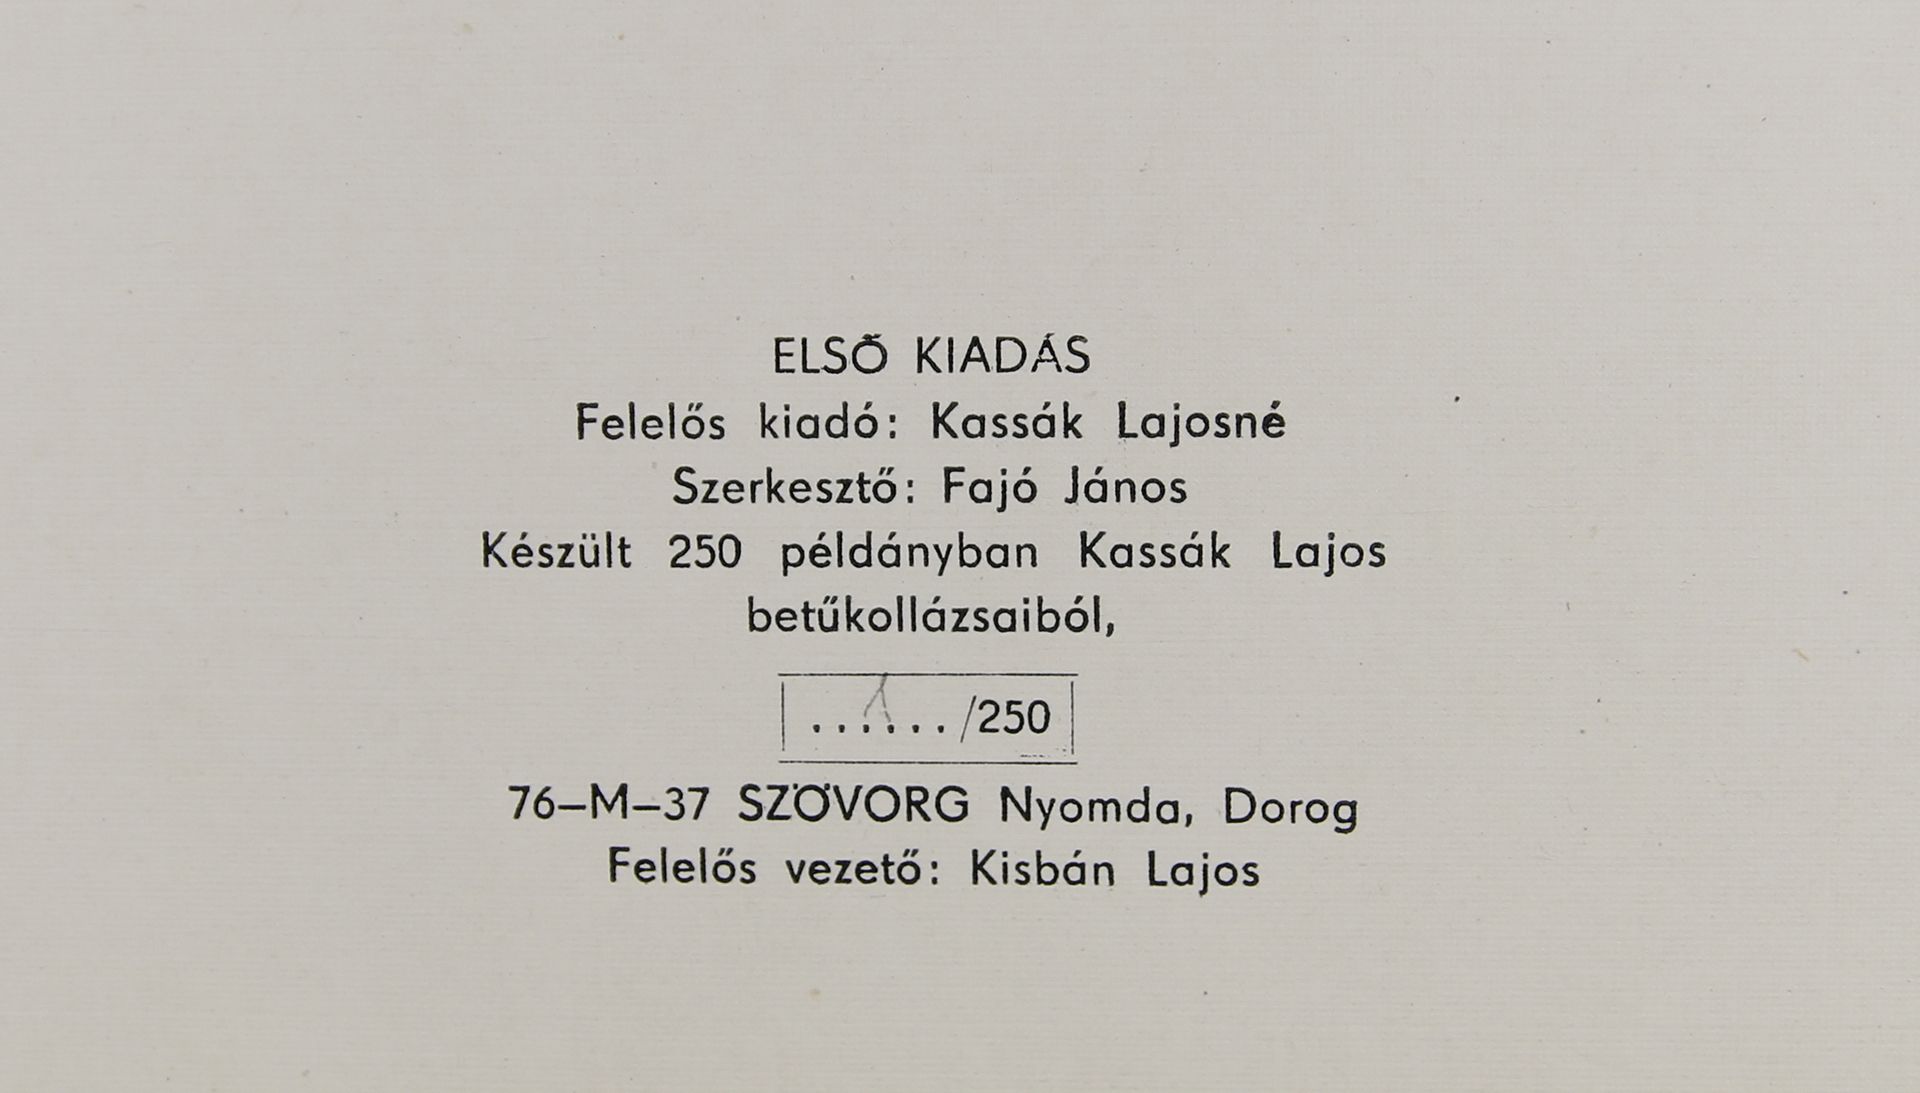 ELSŐ KIADÁS
Felelős kiadó: Kassák Lajosné
Szerkesztő: Fajó János
Készült 250 példányban Kassák Lajos
betűkollázsaiból,
....../250
76–M–37 SZÖVORG Nyomda, Dorog
Felelős vezető: Kisbán Lajos